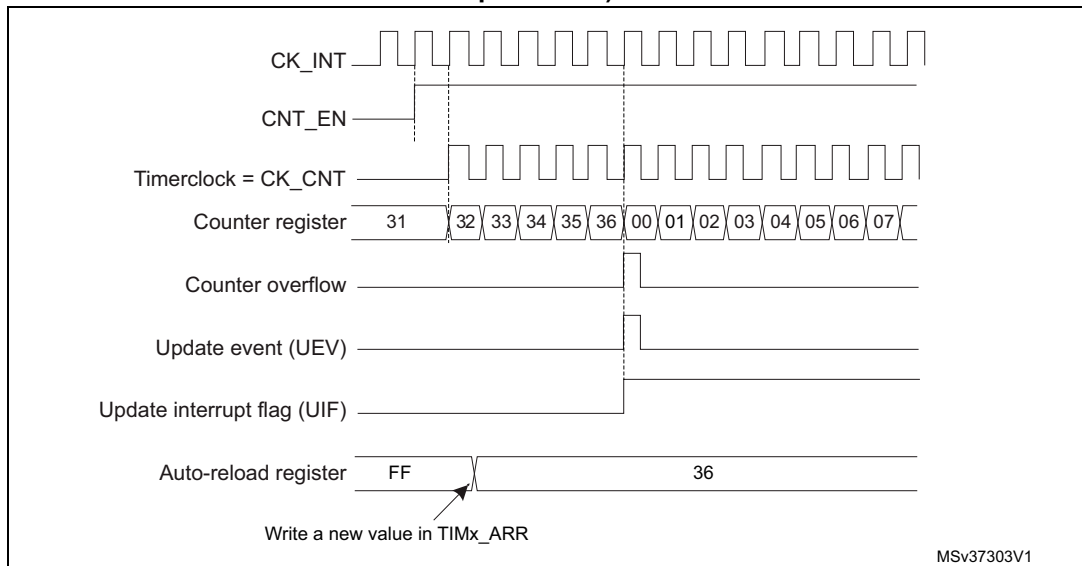 CK_INT
CNT_EN
Timerclock = CK_CNT
Counter register 31 32 33 34 35 36 00 01 02 03 04 05 06 07
Counter overflow
Update event (UEV)
Update interrupt flag (UIF)
Auto-reload register FF 36
Write a new value in TIMx_ARR
MSv37303V1